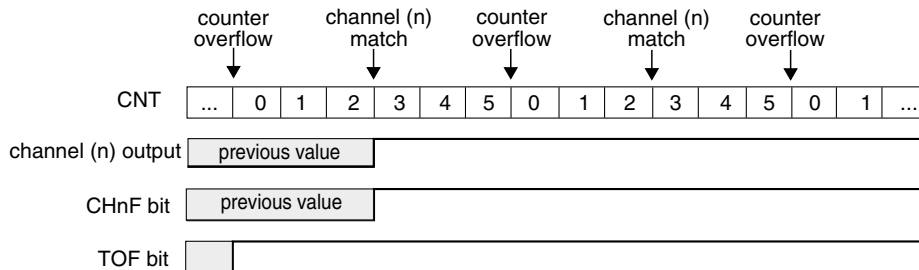 counter overflow channel (n) match counter overflow channel (n) match counter overflow
CNT ... 0 1 2 3 4 5 0 1 2 3 4 5 0 1 ...
channel (n) output previous value
CHnF bit previous value
TOF bit